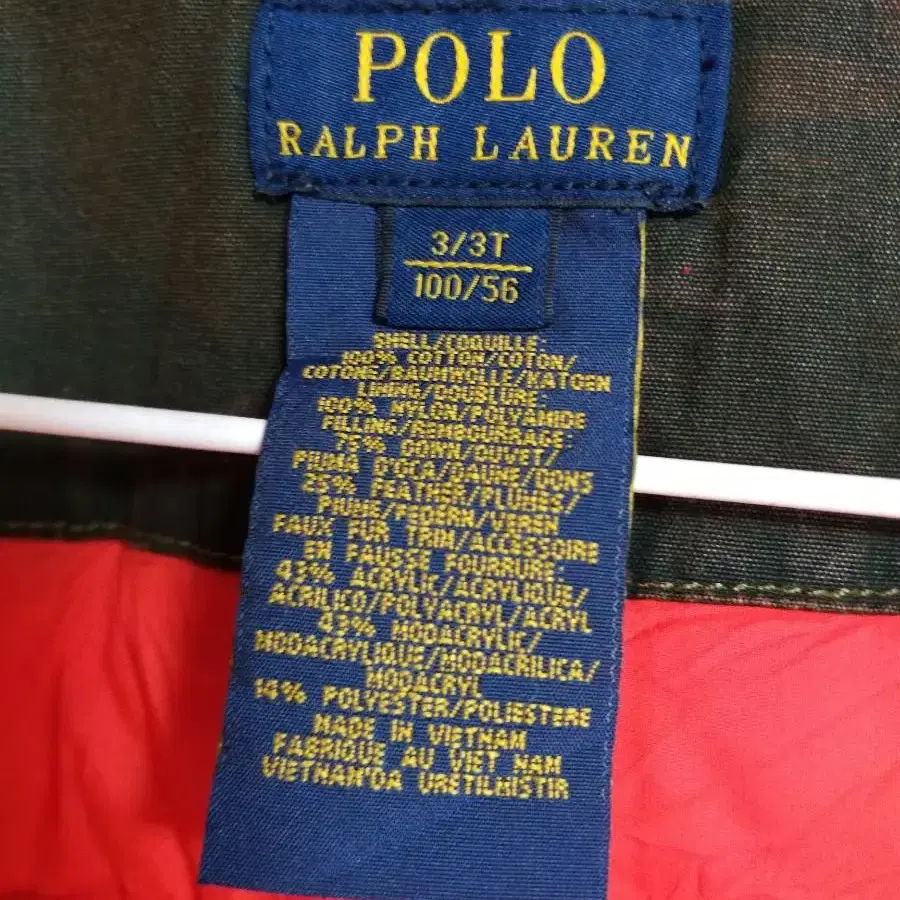 POLO
RALPH LAUREN
3/3T
100/56
SHELL/COQUILLE:
100% COTTON/COTON/
COTONE/BAUMWOLLE/KATOEN
LINING/DOUBLURE:
100% NYLON/POLYAMIDE
FILLING/REMBOURRAGE:
75% DOWN/DUVET/
PIUMA D'OCA/DAUNE/DONS
25% FEATHER/PLUMES/
PIUME/FEDERN/VEREN
FAUX FUR TRIM/ACCESSOIRE
EN FAUSSE FOURRURE:
43% ACRYLIC/ACRYLIQUE/
ACRILICO/POLYACRYL/ACRYL
43% MODACRYLIC/
MODACRYLIQUE/MODACRILICA/
MODACRYL
14% POLYESTER/POLIESTERE
MADE IN VIETNAM
FABRIQUE AU VIET NAM
VIETNAM'DA URETILMISTIR